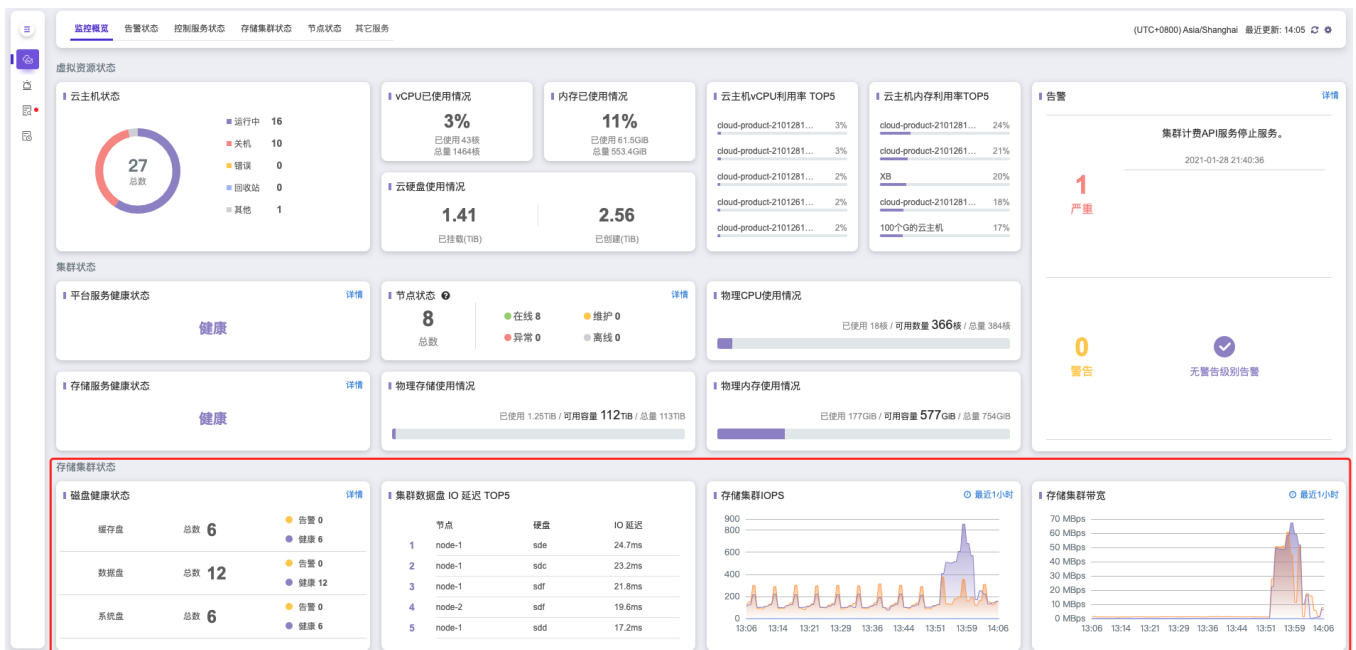 监控概览 告警状态 控制服务状态 存储集群状态 节点状态 其它服务
(UTC+0800) Asia/Shanghai 最近更新: 14:05
虚拟资源状态
云主机状态
27
总数
运行中 16
关机 10
错误 0
回收站 0
其他 1
vCPU已使用情况
3%
已使用 43核
总量 1464核
内存已使用情况
11%
已使用 61.5GiB
总量 553.4GiB
云硬盘使用情况
1.41
已挂载(TiB)
2.56
已创建(TiB)
云主机vCPU利用率 TOP5
cloud-product-2101281... 3%
cloud-product-2101281... 3%
cloud-product-2101281... 2%
cloud-product-2101261... 2%
cloud-product-2101261... 2%
云主机内存利用率TOP5
cloud-product-2101281... 24%
cloud-product-2101261... 21%
XB 20%
cloud-product-2101281... 18%
100个G的云主机 17%
告警 详情
1
严重
集群计费API服务停止服务。
2021-01-28 21:40:36
0
警告
无警告级别告警
集群状态
平台服务健康状态 详情
健康
节点状态 详情
8
总数
在线 8 维护 0
异常 0 离线 0
物理CPU使用情况
已使用 18核 / 可用数量 366核 / 总量 384核
存储服务健康状态 详情
健康
物理存储使用情况
已使用 1.25TiB / 可用容量 112TiB / 总量 113TiB
物理内存使用情况
已使用 177GiB / 可用容量 577GiB / 总量 754GiB
存储集群状态
磁盘健康状态 详情
缓存盘 总数 6 告警 0
健康 6
数据盘 总数 12 告警 0
健康 12
系统盘 总数 6 告警 0
健康 6
集群数据盘 IO 延迟 TOP5
节点 硬盘 IO 延迟
1 node-1 sde 24.7ms
2 node-1 sdc 23.2ms
3 node-1 sdf 21.8ms
4 node-2 sdf 19.6ms
5 node-1 sdd 17.2ms
存储集群IOPS 最近1小时
900
800
600
400
200
0
13:06 13:14 13:21 13:29 13:36 13:44 13:51 13:59 14:06
存储集群带宽 最近1小时
70 MBps
60 MBps
50 MBps
40 MBps
30 MBps
20 MBps
10 MBps
0 MBps
13:06 13:14 13:21 13:29 13:36 13:44 13:51 13:59 14:06